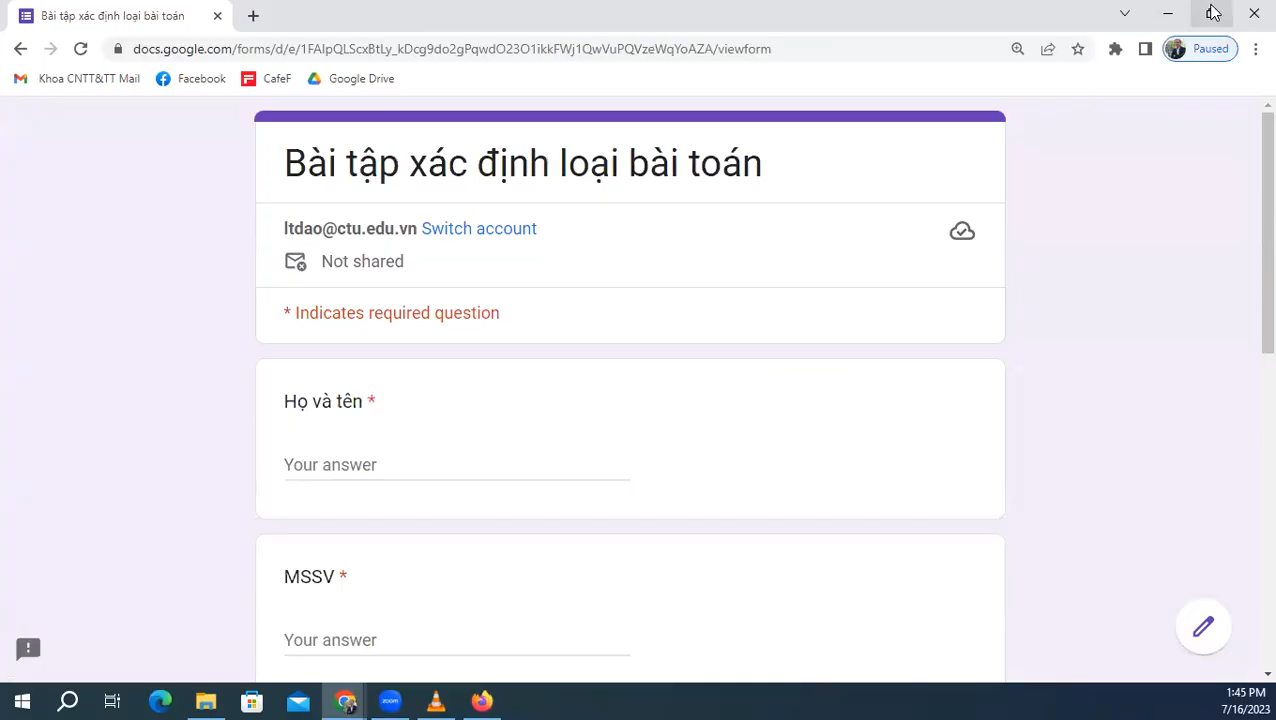 Bài tập xác định loại bài toán
docs.google.com/forms/d/e/1FAIpQLScxBtLy_kDcg9do2gPqwdO23O1ikkFWj1QwVuPQVzeWqYoAZA/viewform
Paused
Khoa CNTT&TT Mail
Facebook
CafeF
Google Drive
Bài tập xác định loại bài toán
ltdao@ctu.edu.vn Switch account
Not shared
* Indicates required question
Họ và tên *
Your answer
MSSV *
Your answer
zoom
1:45 PM
7/16/2023